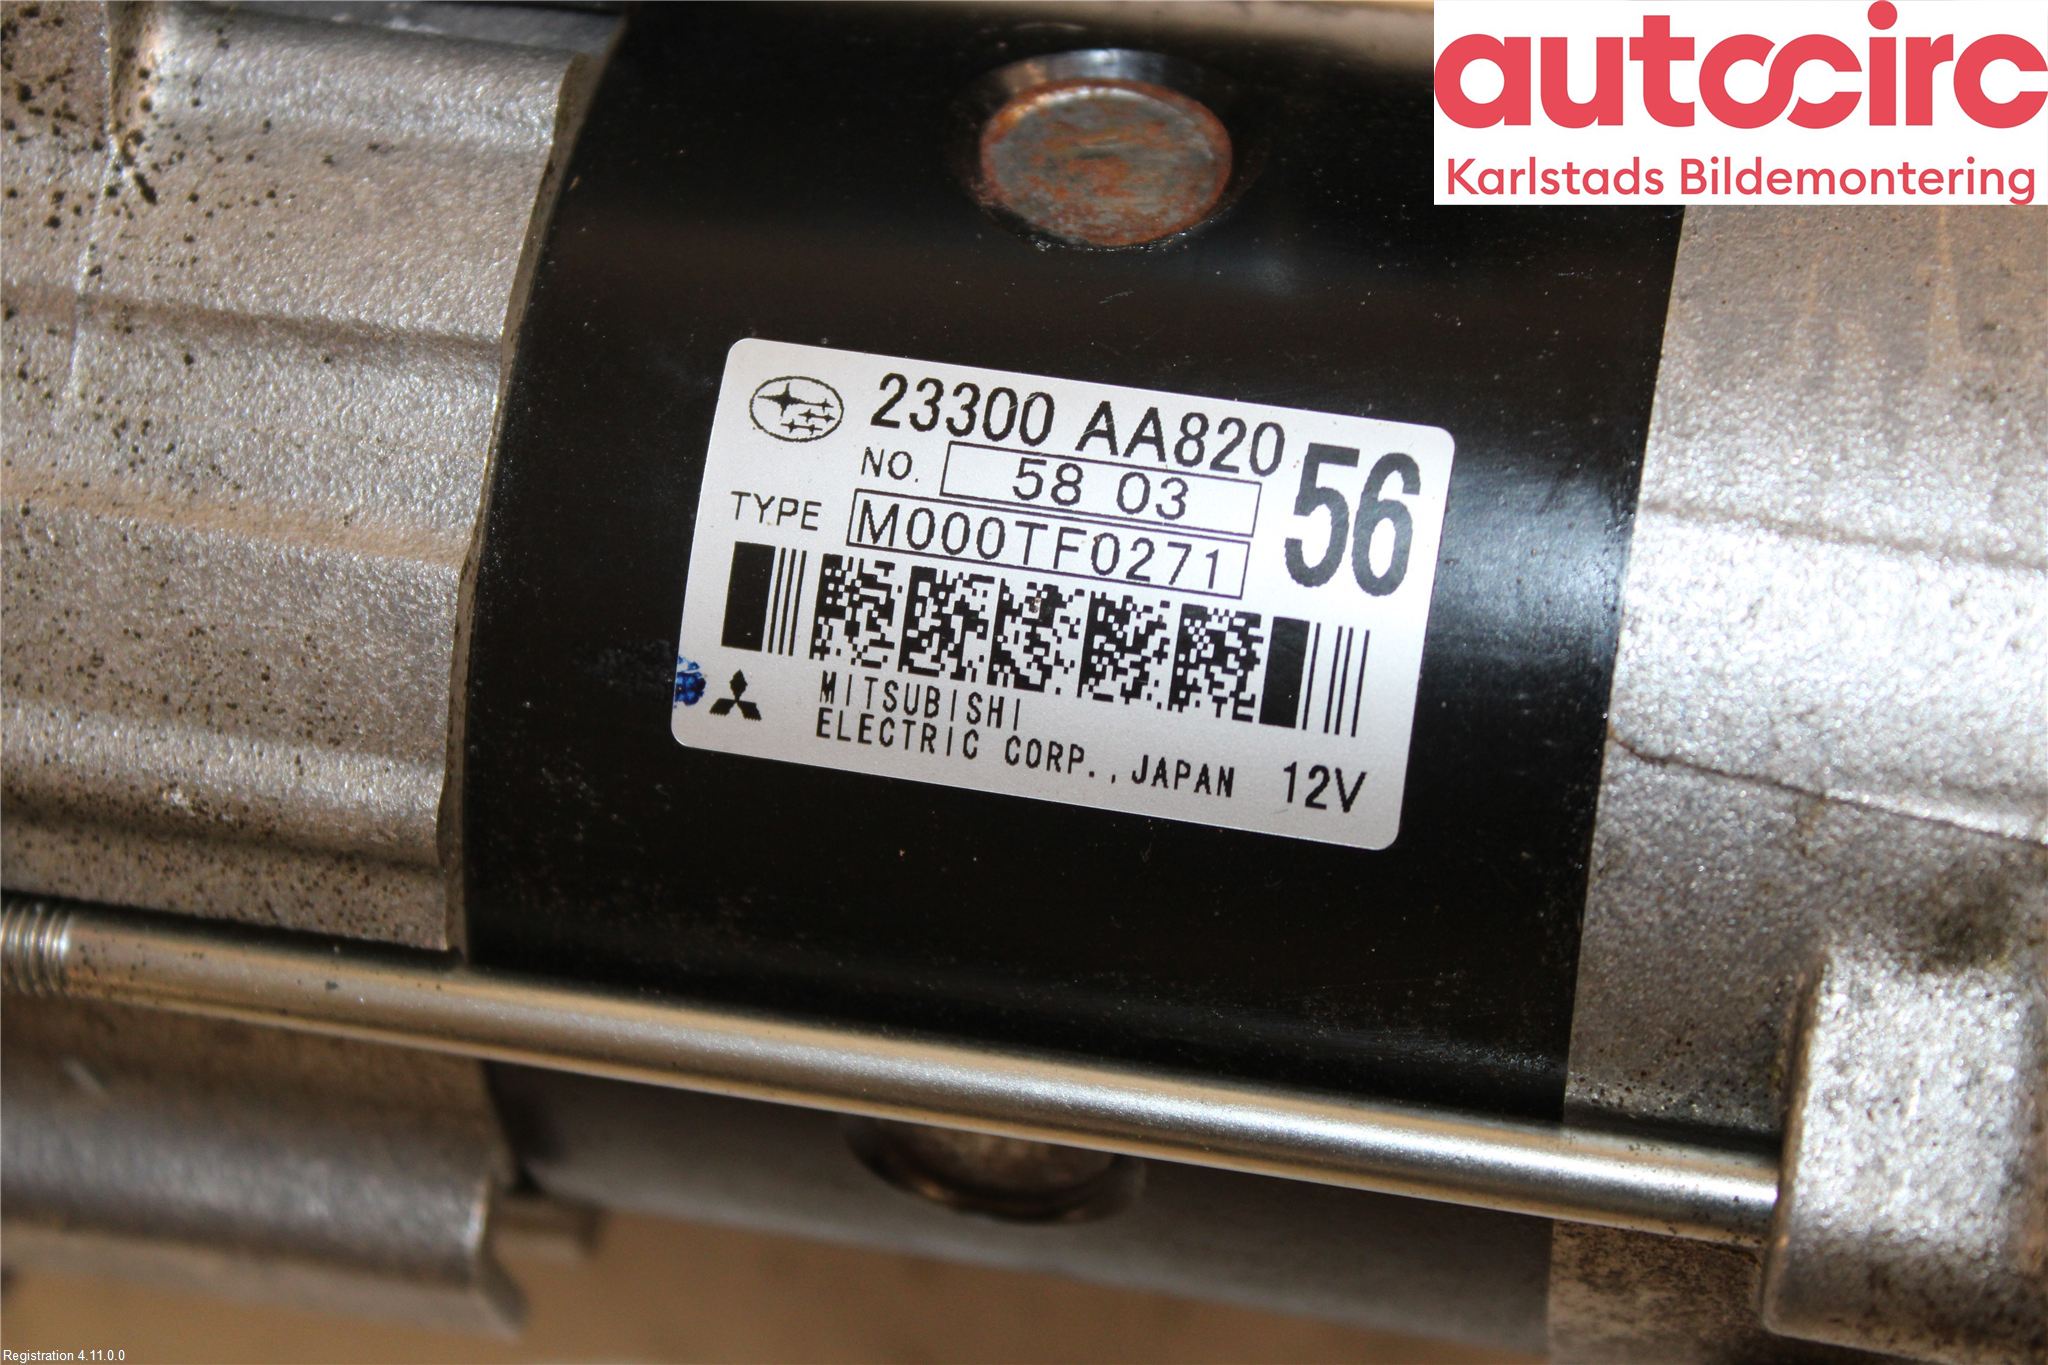 autocirc
Karlstads Bildemontering
23300 AA820
56
NO. 58 03
TYPE M000TF0271
MITSUBISHI
ELECTRIC CORP., JAPAN 12V
Registration 4.11.0.0